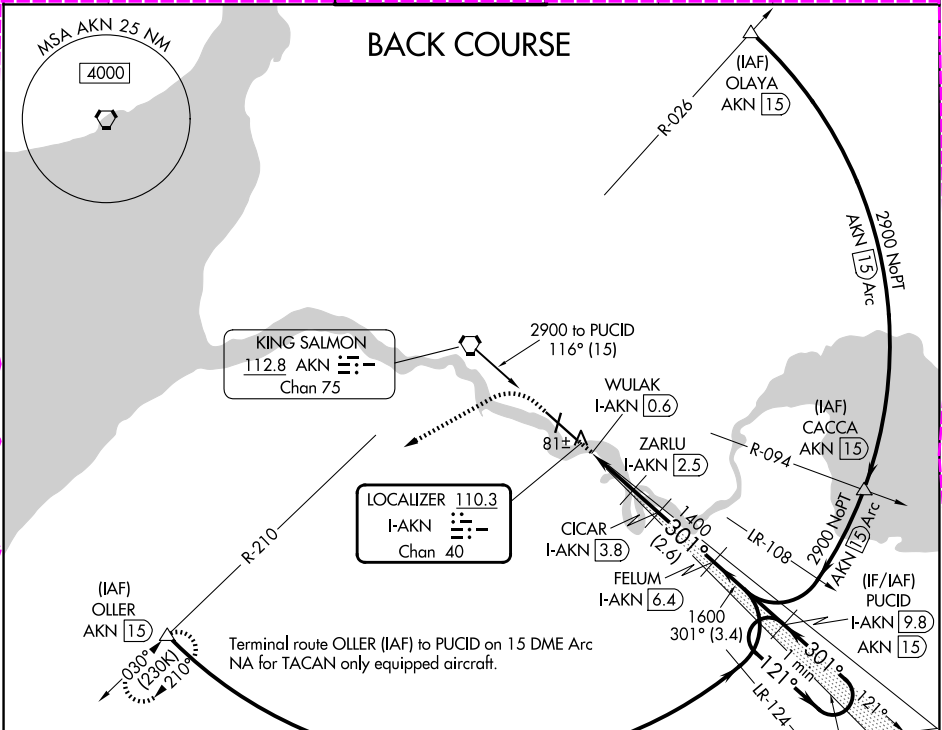 BACK COURSE
MSA AKN 25 NM
4000
(IAF)
OLAYA
AKN 15
R-026
2900 NoPT
AKN 15 Arc
KING SALMON
112.8 AKN
Chan 75
2900 to PUCID
116° (15)
WULAK
I-AKN 0.6
81±
ZARLU
I-AKN 2.5
(IAF)
CACCA
AKN 15
R-094
LOCALIZER 110.3
I-AKN
Chan 40
R-210
CICAR
I-AKN 3.8
1400
301°
(2.6)
LR-108
2900 NoPT
AKN 15 Arc
FELUM
I-AKN 6.4
1600
301° (3.4)
(IF/IAF)
PUCID
I-AKN 9.8
AKN 15
(IAF)
OLLER
AKN 15
030°
(230K)
210°
Terminal route OLLER (IAF) to PUCID on 15 DME Arc
NA for TACAN only equipped aircraft.
301°
1 min
121°
121°
LR-124